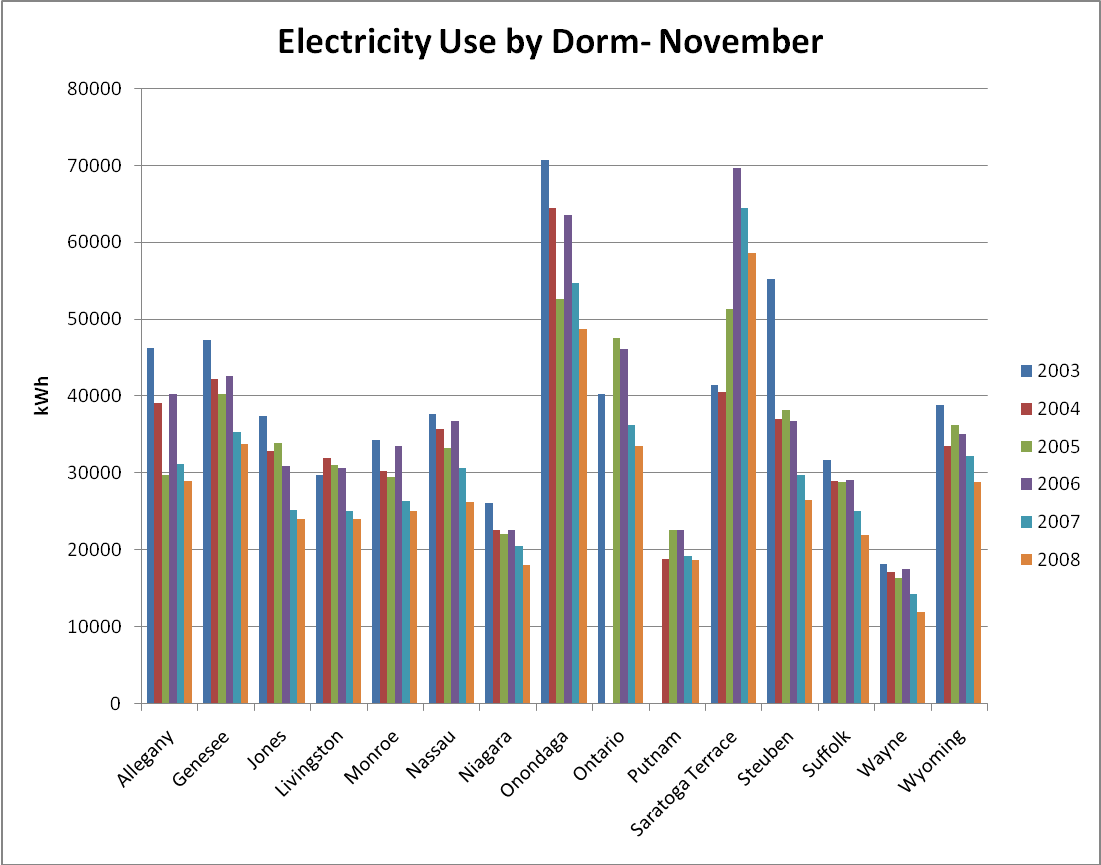 Electricity Use by Dorm- November
80000
70000
60000
50000
40000
30000
20000
10000
0
kWh
Allegany
Genesee
Jones
Livingston
Monroe
Nassau
Niagara
Onondaga
Ontario
Putnam
Saratoga Terrace
Steuben
Suffolk
Wayne
Wyoming
2003
2004
2005
2006
2007
2008